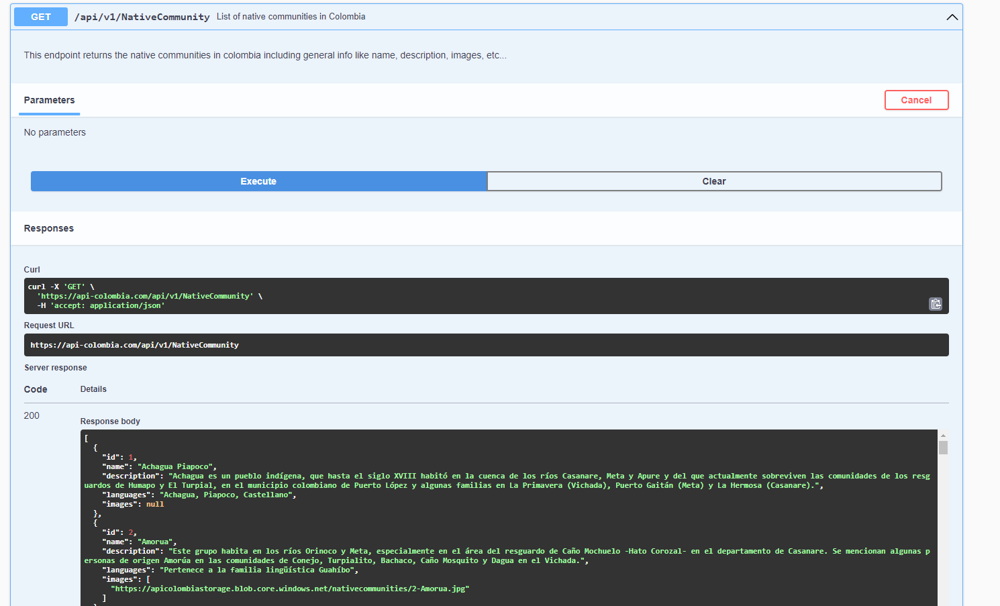 GET /api/v1/NativeCommunity List of native communities in Colombia
This endpoint returns the native communities in colombia including general info like name, description, images, etc...
Parameters Cancel
No parameters
Execute Clear
Responses
Curl
curl -X 'GET' \
  'https://api-colombia.com/api/v1/NativeCommunity' \
  -H 'accept: application/json'
Request URL
https://api-colombia.com/api/v1/NativeCommunity
Server response
Code Details
200
Response body
[
  {
    "id": 1,
    "name": "Achagua Piapoco",
    "description": "Achagua es un pueblo indígena, que hasta el siglo XVIII habitó en la cuenca de los ríos Casanare, Meta y Apure y del que actualmente sobreviven las comunidades de los resg
uardos de Humapo y El Turpial, en el municipio colombiano de Puerto López y algunas familias en La Primavera (Vichada), Puerto Gaitán (Meta) y La Hermosa (Casanare).",
    "languages": "Achagua, Piapoco, Castellano",
    "images": null
  },
  {
    "id": 2,
    "name": "Amorua",
    "description": "Este grupo habita en los ríos Orinoco y Meta, especialmente en el área del resguardo de Caño Mochuelo -Hato Corozal- en el departamento de Casanare. Se mencionan algunas p
ersonas de origen Amorúa en las comunidades de Conejo, Turpialito, Bachaco, Caño Mosquito y Dagua en el Vichada.",
    "languages": "Pertenece a la familia lingüística Guahíbo",
    "images": [
      "https://apicolombiastorage.blob.core.windows.net/nativecommunities/2-Amorua.jpg"
    ]